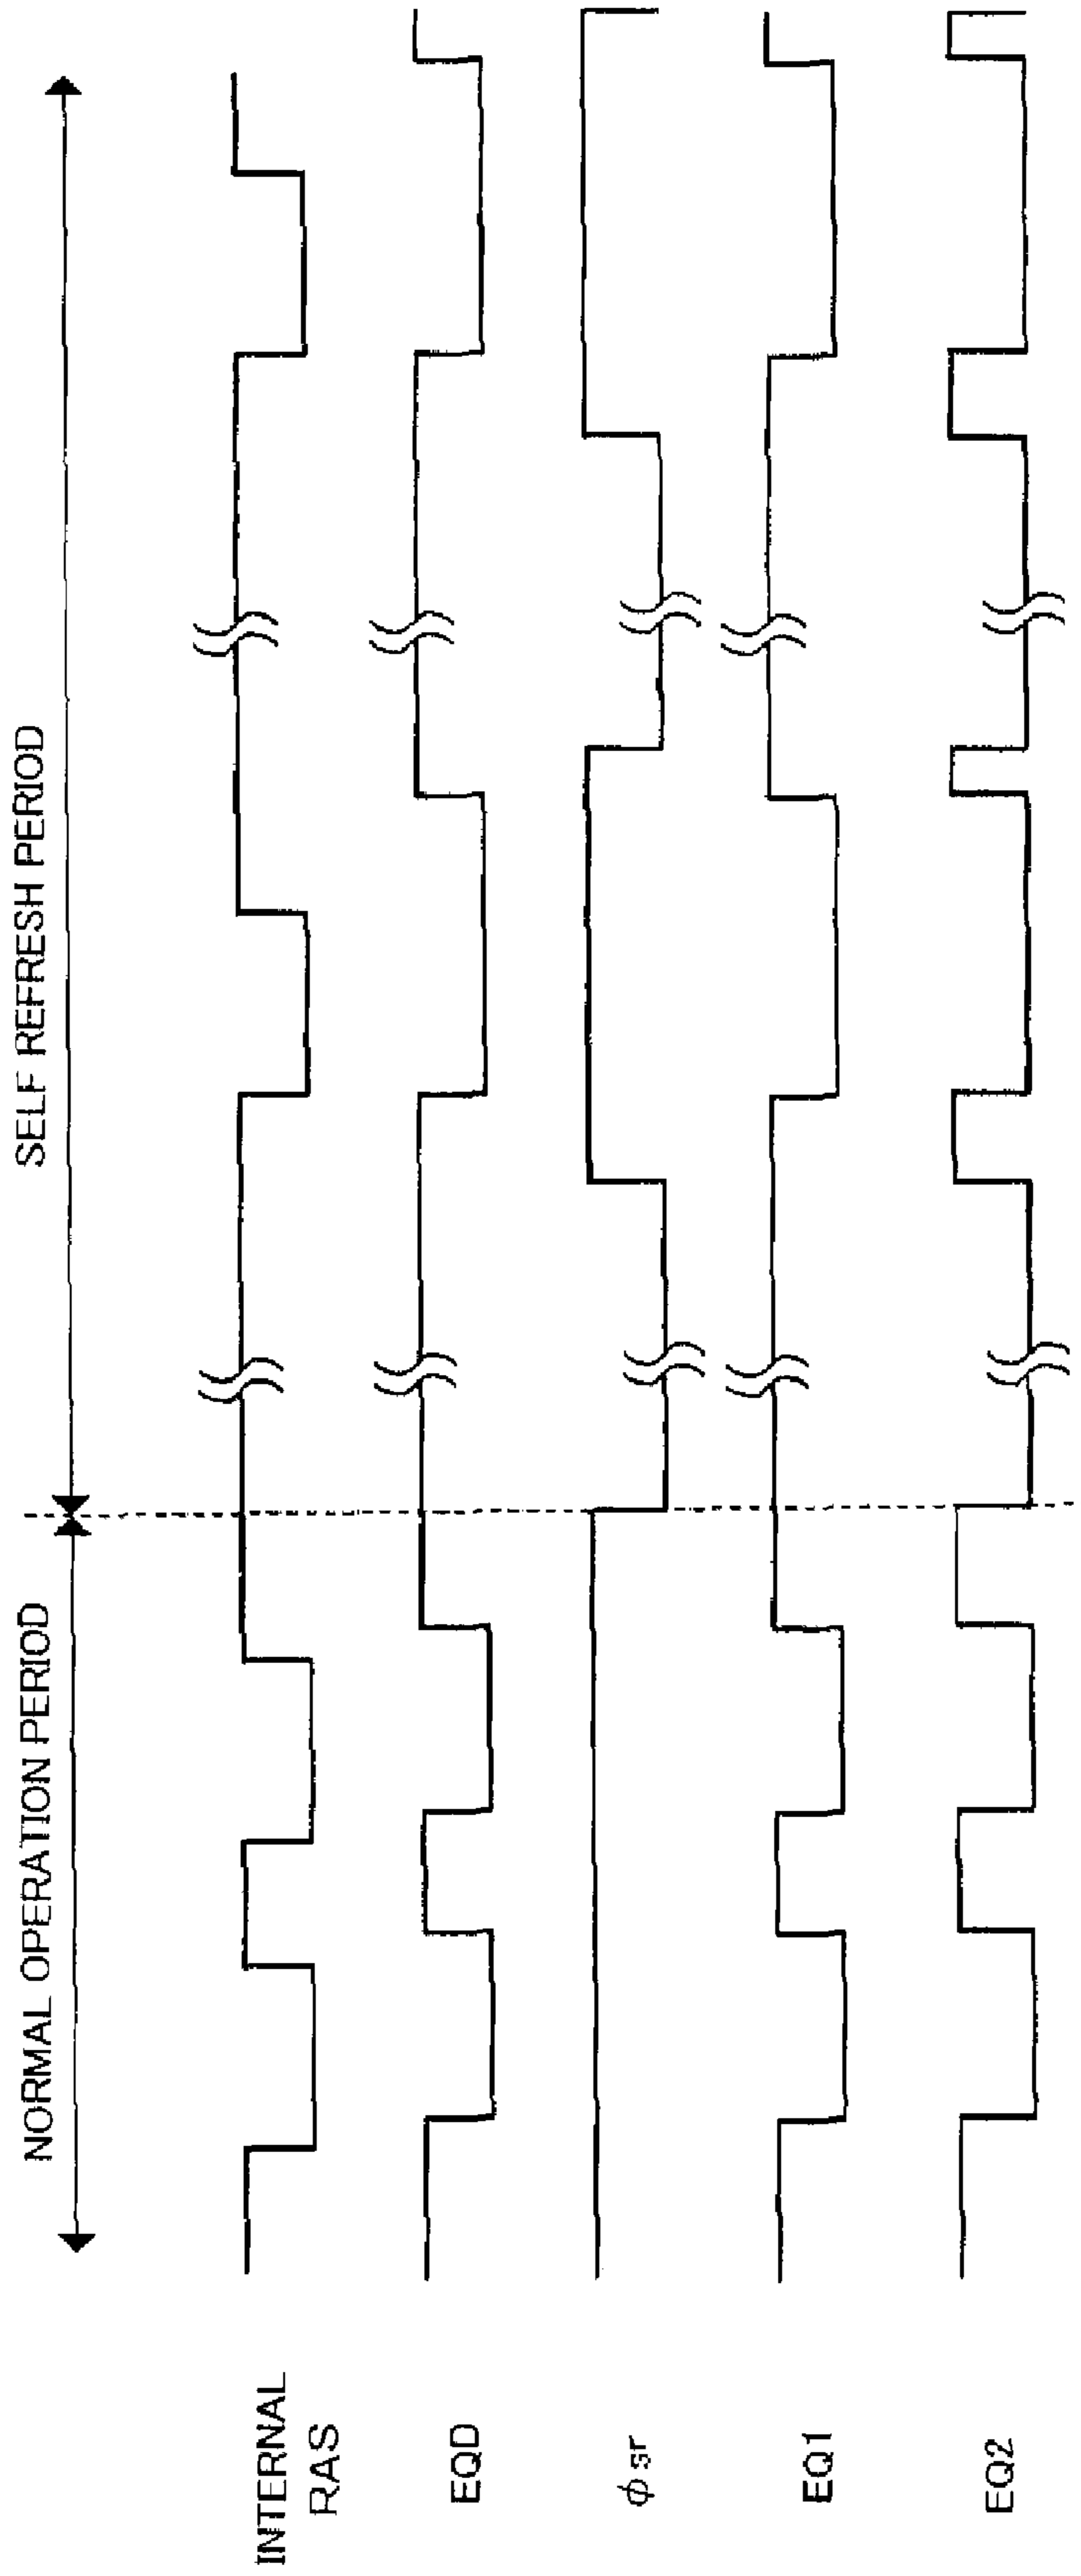 NORMAL OPERATION PERIOD
SELF REFRESH PERIOD
INTERNAL
RAS
EQD
ϕsr
EQ1
EQ2